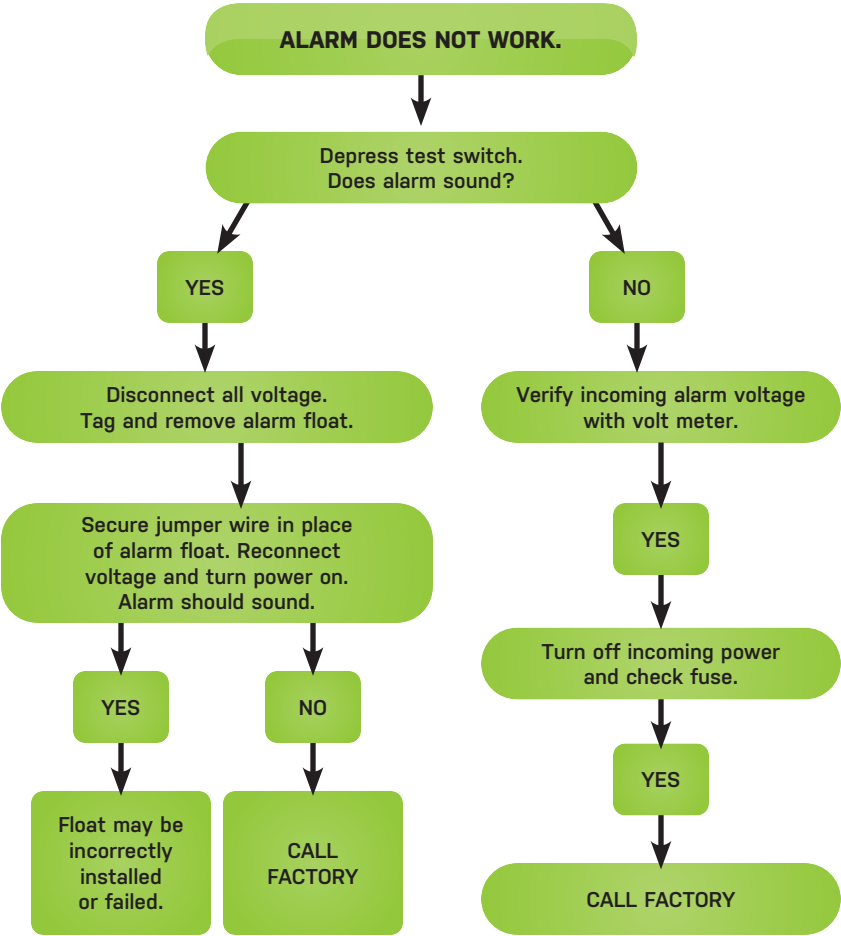 ALARM DOES NOT WORK.
Depress test switch.
Does alarm sound?
YES
NO
Disconnect all voltage.
Tag and remove alarm float.
Verify incoming alarm voltage
with volt meter.
Secure jumper wire in place
of alarm float. Reconnect
voltage and turn power on.
Alarm should sound.
YES
Turn off incoming power
and check fuse.
YES
NO
YES
Float may be
incorrectly
installed
or failed.
CALL
FACTORY
CALL FACTORY